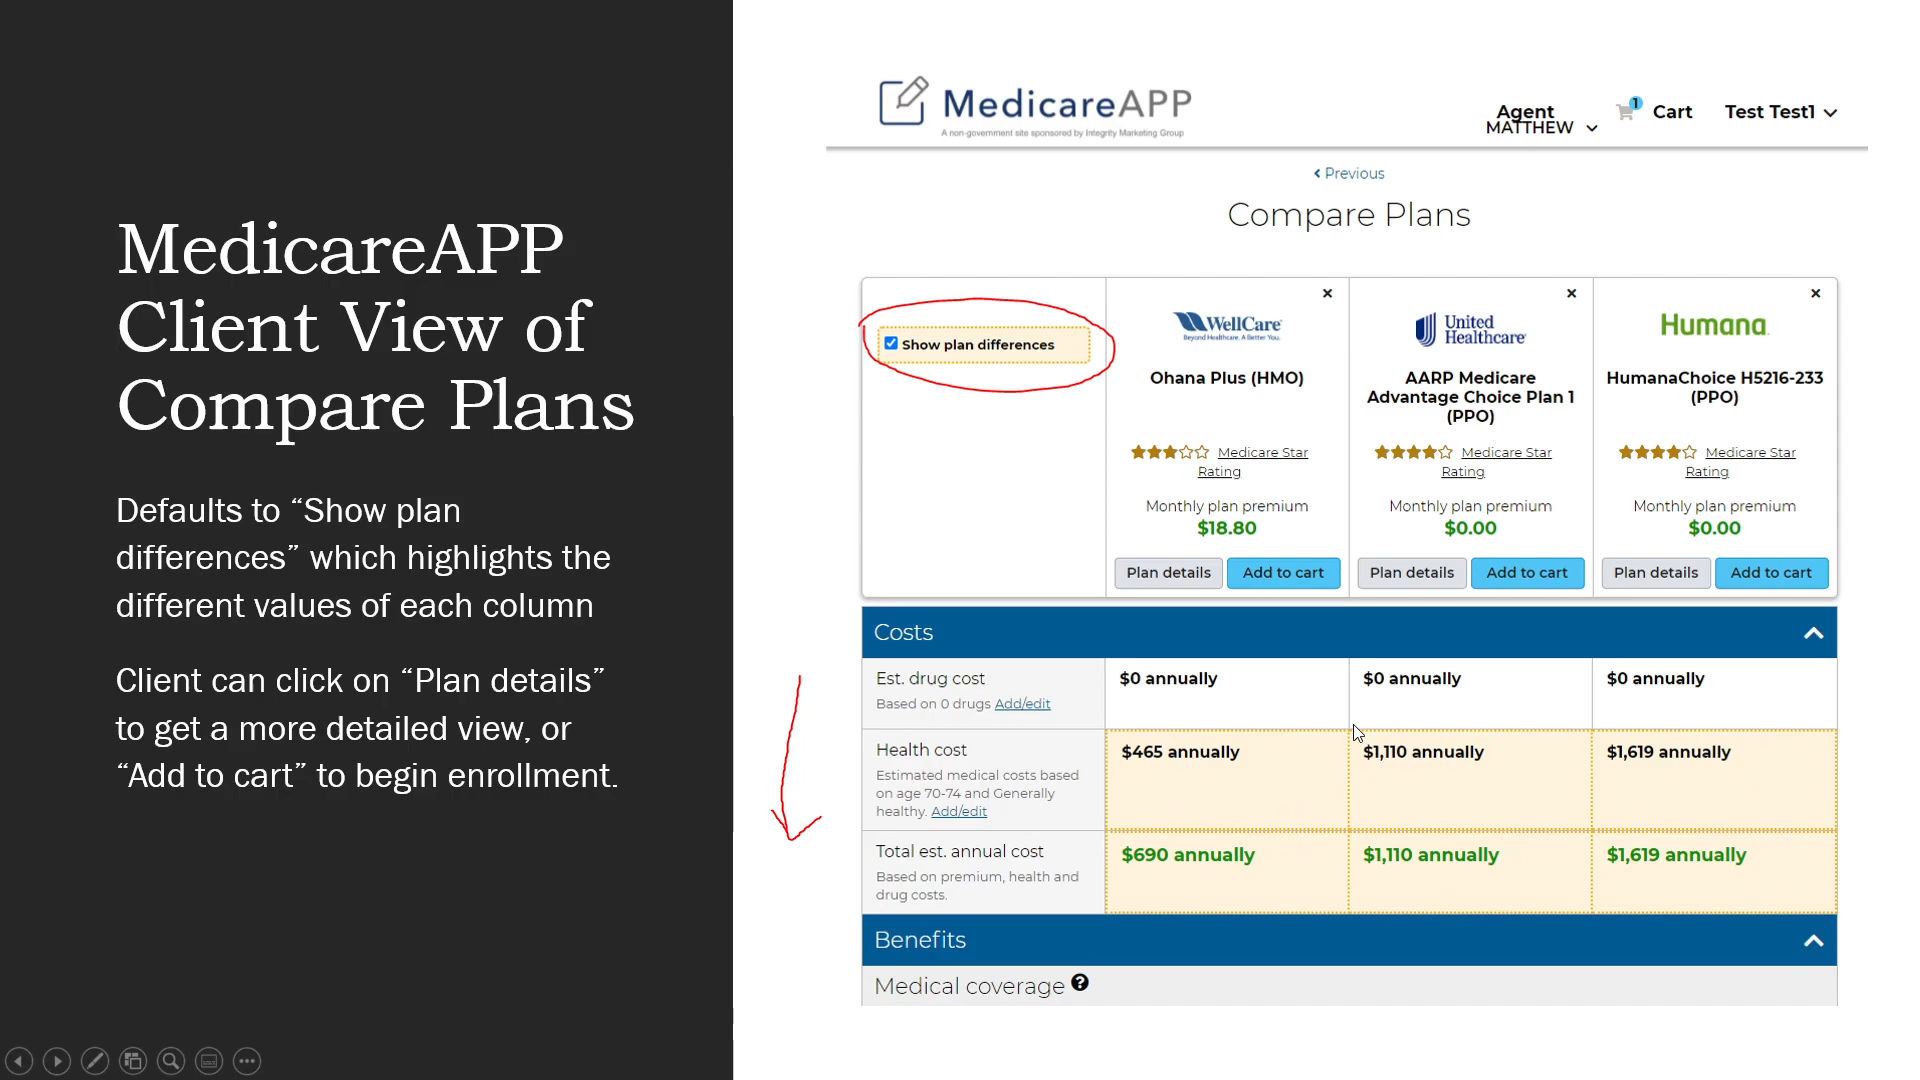 MedicareAPP
Client View of
Compare Plans
Defaults to “Show plan
differences” which highlights the
different values of each column
Client can click on “Plan details”
to get a more detailed view, or
“Add to cart” to begin enrollment.
MedicareAPP
A non-government site sponsored by Integrity Marketing Group
Agent
MATTHEW
1
Cart
Test Test1
Previous
Compare Plans
Show plan differences
WellCare
Beyond Healthcare. A Better You.
Ohana Plus (HMO)
Medicare Star
Rating
Monthly plan premium
$18.80
Plan details
Add to cart
United
Healthcare
AARP Medicare
Advantage Choice Plan 1
(PPO)
Medicare Star
Rating
Monthly plan premium
$0.00
Plan details
Add to cart
Humana
HumanaChoice H5216-233
(PPO)
Medicare Star
Rating
Monthly plan premium
$0.00
Plan details
Add to cart
Costs
Est. drug cost
Based on 0 drugs Add/edit
$0 annually
$0 annually
$0 annually
Health cost
Estimated medical costs based
on age 70-74 and Generally
healthy. Add/edit
$465 annually
$1,110 annually
$1,619 annually
Total est. annual cost
Based on premium, health and
drug costs.
$690 annually
$1,110 annually
$1,619 annually
Benefits
Medical coverage ?